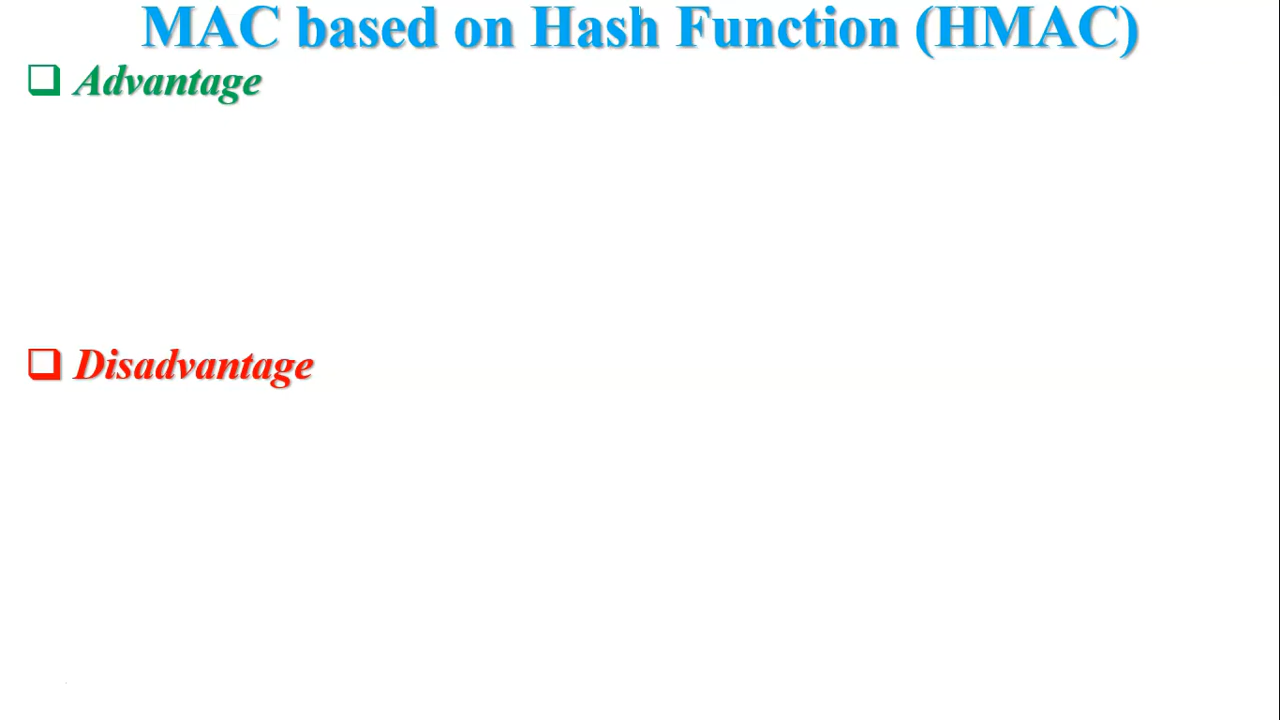 MAC based on Hash Function (HMAC)
❑ Advantage
❑ Disadvantage